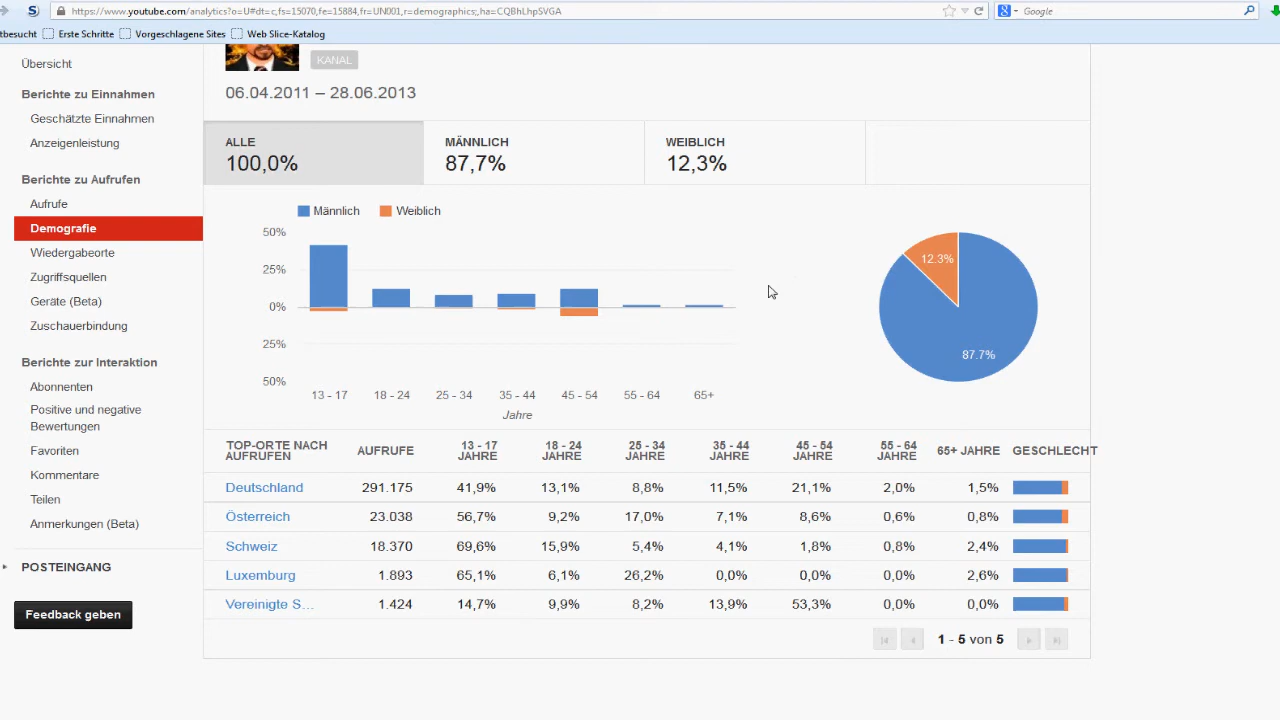 https://www.youtube.com/analytics?o=U#dt=c,fs=15070,fe=15884,fr=UN001,r=demographics;,ha=CQBhLhpSVGA
Google
tbesucht Erste Schritte Vorgeschlagene Sites Web Slice-Katalog
Übersicht
KANAL
Berichte zu Einnahmen
06.04.2011 – 28.06.2013
Geschätzte Einnahmen
Anzeigenleistung
ALLE MÄNNLICH WEIBLICH
100,0% 87,7% 12,3%
Berichte zu Aufrufen
Aufrufe
Demografie
Wiedergabeorte
Zugriffsquellen
Geräte (Beta)
Zuschauerbindung
Berichte zur Interaktion
Abonnenten
Positive und negative
Bewertungen
Favoriten
Kommentare
Teilen
Anmerkungen (Beta)
POSTEINGANG
Feedback geben
Männlich Weiblich
50%
25%
0%
25%
50%
13 - 17 18 - 24 25 - 34 35 - 44 45 - 54 55 - 64 65+
Jahre
12.3%
87.7%
TOP-ORTE NACH AUFRUFEN AUFRUFE 13 - 17 JAHRE 18 - 24 JAHRE 25 - 34 JAHRE 35 - 44 JAHRE 45 - 54 JAHRE 55 - 64 JAHRE 65+ JAHRE GESCHLECHT
Deutschland 291.175 41,9% 13,1% 8,8% 11,5% 21,1% 2,0% 1,5%
Österreich 23.038 56,7% 9,2% 17,0% 7,1% 8,6% 0,6% 0,8%
Schweiz 18.370 69,6% 15,9% 5,4% 4,1% 1,8% 0,8% 2,4%
Luxemburg 1.893 65,1% 6,1% 26,2% 0,0% 0,0% 0,0% 2,6%
Vereinigte S... 1.424 14,7% 9,9% 8,2% 13,9% 53,3% 0,0% 0,0%
1 - 5 von 5